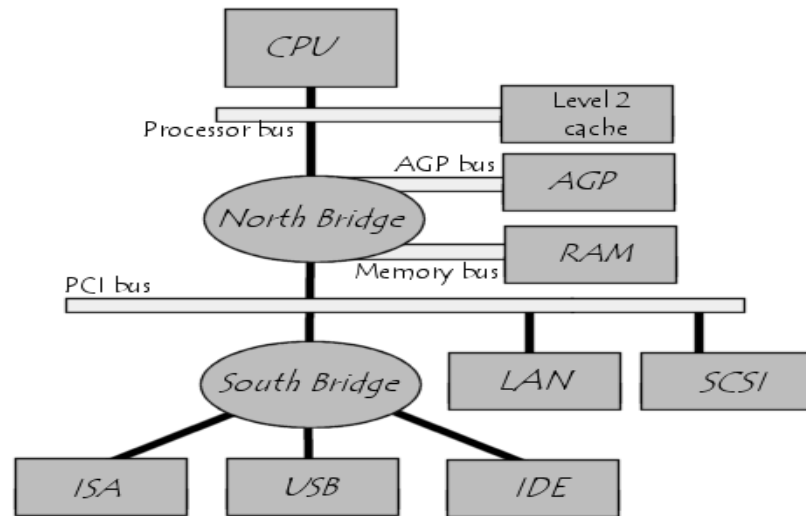 CPU
Level 2
cache
Processor bus
AGP bus
AGP
North Bridge
RAM
Memory bus
PCI bus
South Bridge
LAN
SCSI
ISA
USB
IDE